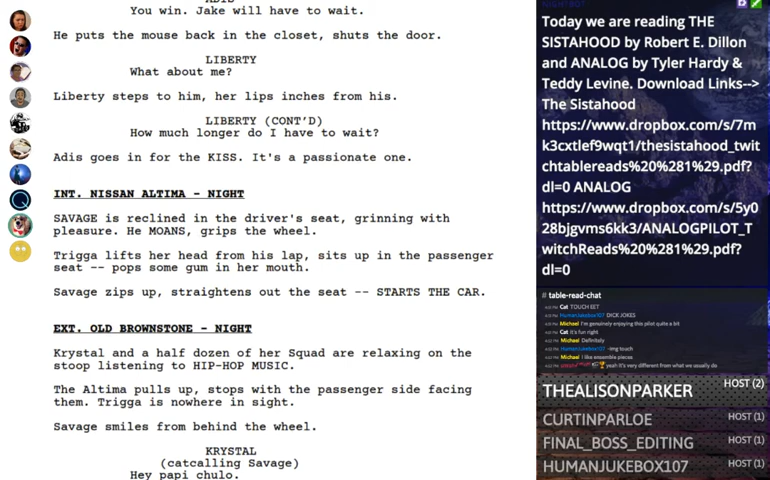 ADIS
You win. Jake will have to wait.
He puts the mouse back in the closet, shuts the door.
LIBERTY
What about me?
Liberty steps to him, her lips inches from his.
LIBERTY (CONT'D)
How much longer do I have to wait?
Adis goes in for the KISS. It's a passionate one.
INT. NISSAN ALTIMA - NIGHT
SAVAGE is reclined in the driver's seat, grinning with
pleasure. He MOANS, grips the wheel.
Trigga lifts her head from his lap, sits up in the passenger
seat -- pops some gum in her mouth.
Savage zips up, straightens out the seat -- STARTS THE CAR.
EXT. OLD BROWNSTONE - NIGHT
Krystal and a half dozen of her Squad are relaxing on the
stoop listening to HIP-HOP MUSIC.
The Altima pulls up, stops with the passenger side facing
them. Trigga is nowhere in sight.
Savage smiles from behind the wheel.
KRYSTAL
(catcalling Savage)
Hey papi chulo.
NIGHTBOT
Today we are reading THE
SISTAHOOD by Robert E. Dillon
and ANALOG by Tyler Hardy &
Teddy Levine. Download Links-->
The Sistahood
https://www.dropbox.com/s/7m
k3cxtlef9wqt1/thesistahood_twit
chtablereads%20%281%29.pdf?
dl=0 ANALOG
https://www.dropbox.com/s/5y0
28bjgvms6kk3/ANALOGPILOT_T
witchReads%20%281%29.pdf?
dl=0
# table-read-chat
Cat TOUCH EET
HumanJukebox107 DICK JOKES
Michael I'm genuinely enjoying this pilot quite a bit
Cat It's fun right
Michael Definitely
HumanJukebox107 -img touch
Michael I like ensemble pieces
yeah it's very different from what we usually do
THEALISONPARKER HOST (2)
CURTINPARLOE HOST (1)
FINAL_BOSS_EDITING HOST (1)
HUMANJUKEBOX107 HOST (1)